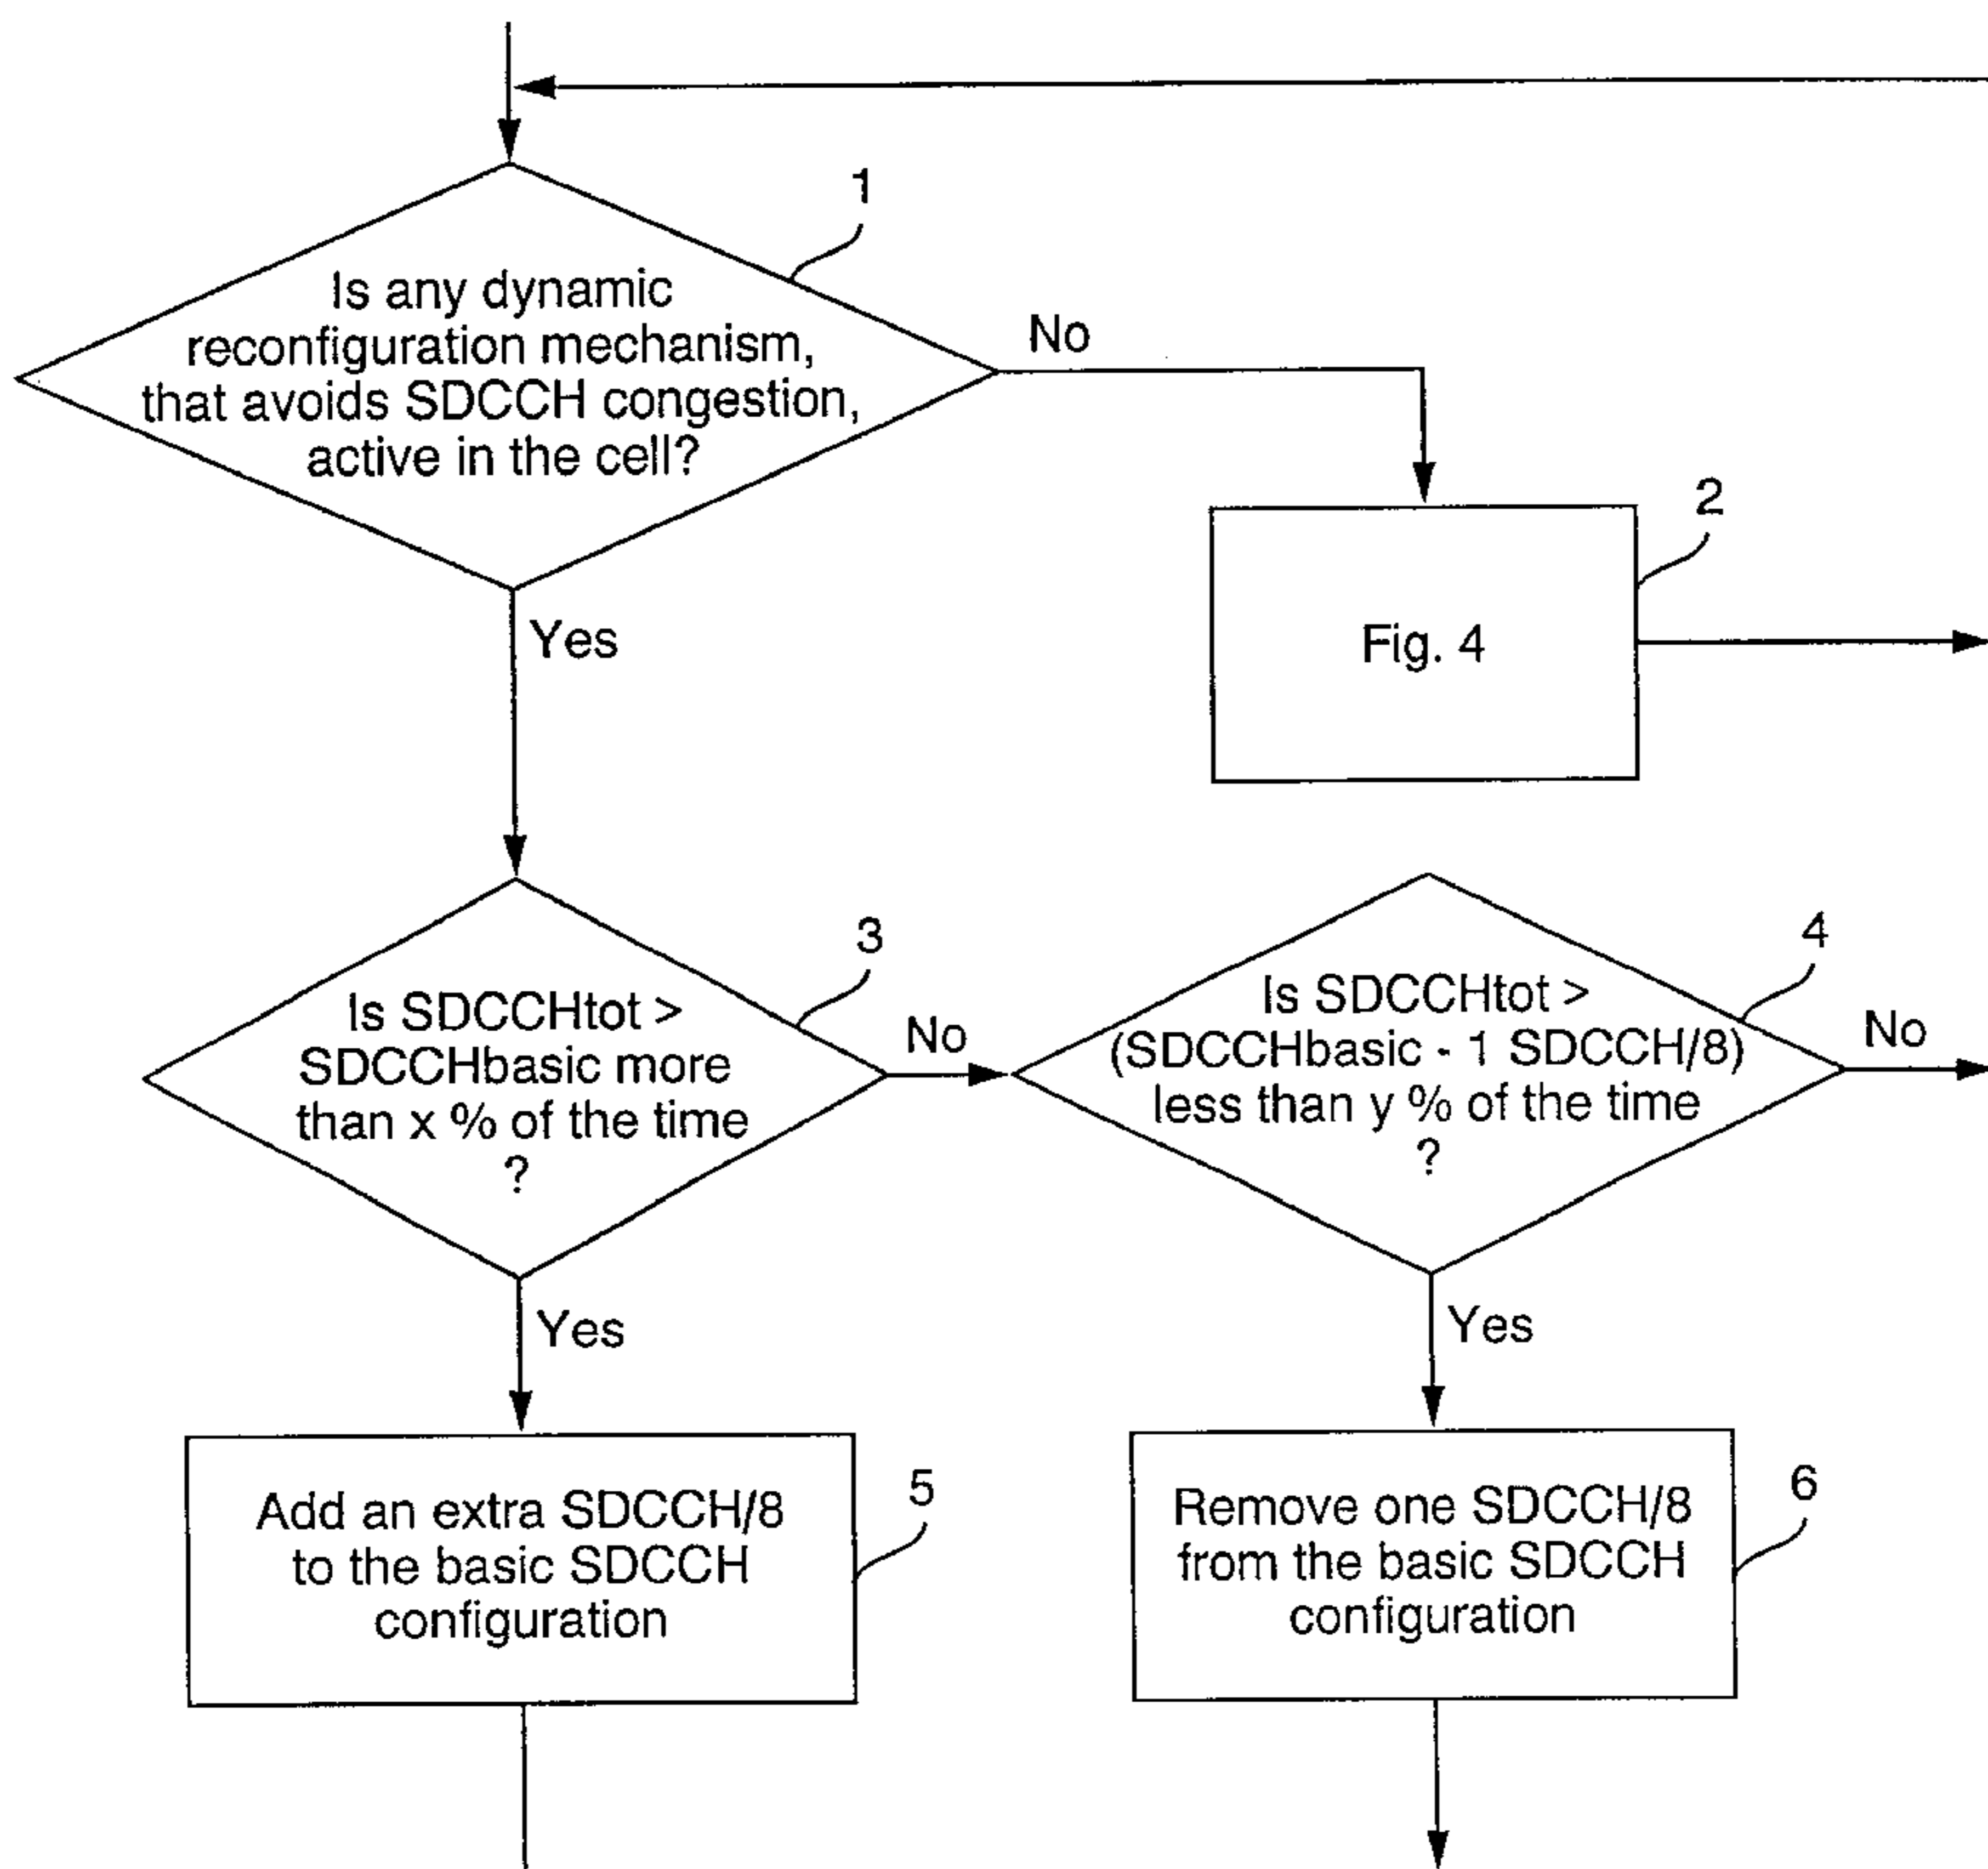 1
Is any dynamic
reconfiguration mechanism,
that avoids SDCCH congestion,
active in the cell?
No
2
Fig. 4
Yes
3
Is SDCCHtot >
SDCCHbasic more
than x % of the time
?
No
4
Is SDCCHtot >
(SDCCHbasic - 1 SDCCH/8)
less than y % of the time
?
No
Yes
Yes
5
Add an extra SDCCH/8
to the basic SDCCH
configuration
6
Remove one SDCCH/8
from the basic SDCCH
configuration